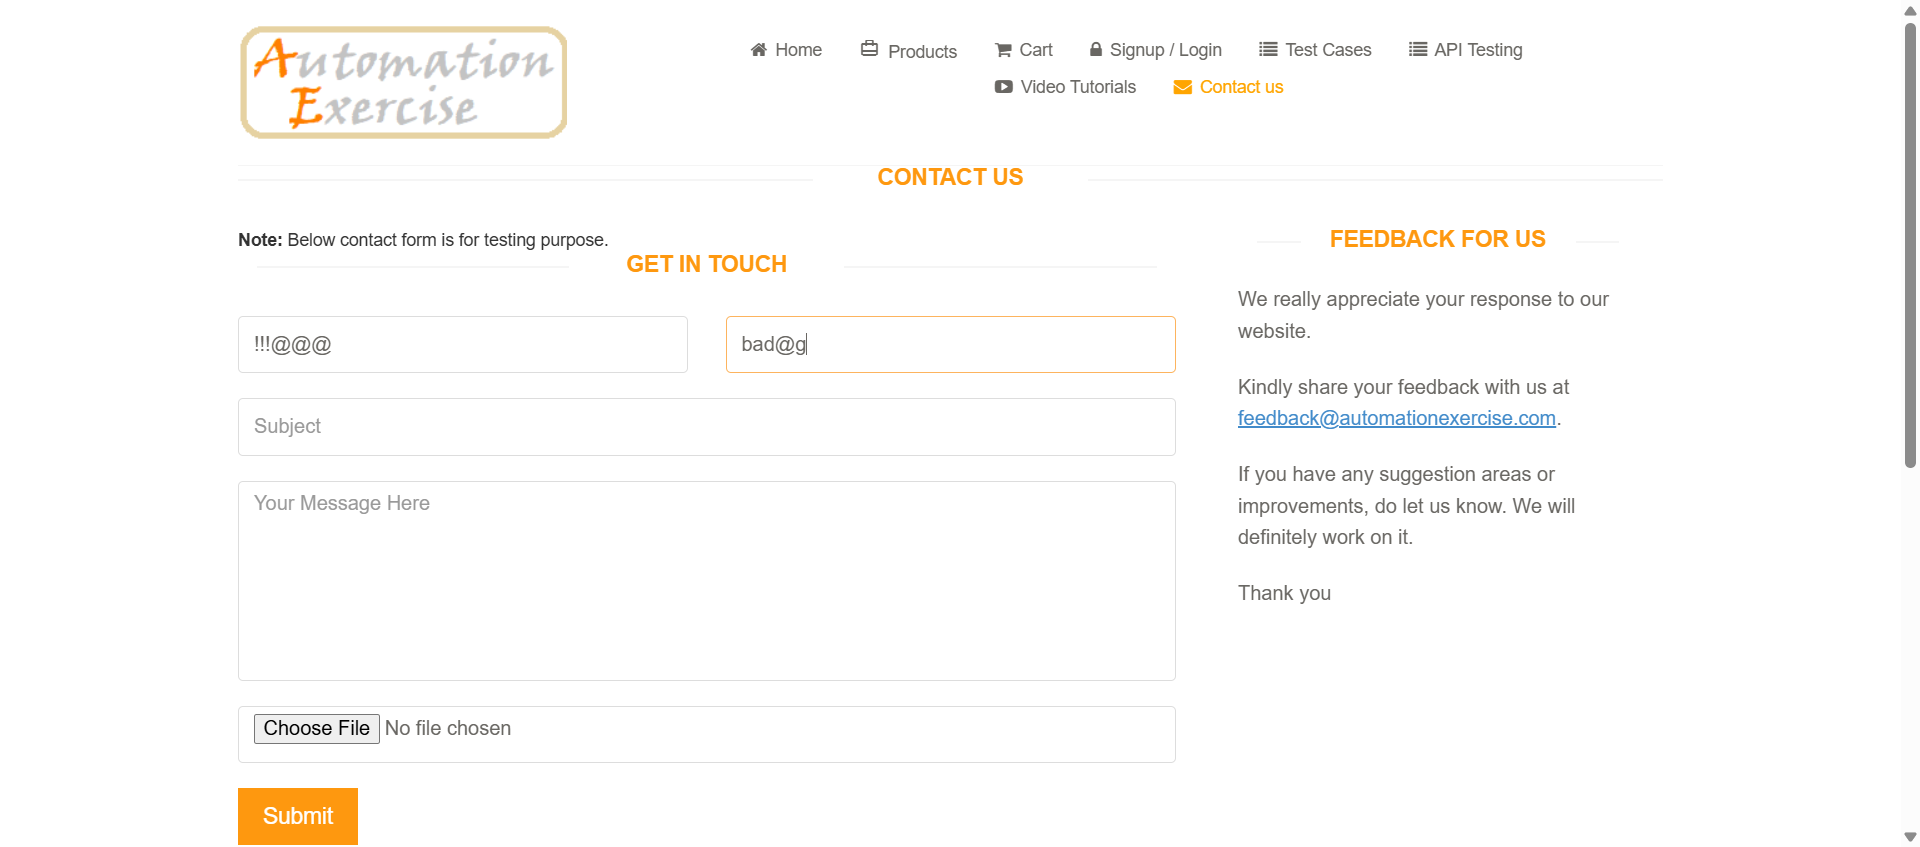 Automation
Exercise
Home
Products
Cart
Signup / Login
Test Cases
API Testing
Video Tutorials
Contact us
CONTACT US
Note: Below contact form is for testing purpose.
GET IN TOUCH
!!!@@@
bad@g
Subject
Your Message Here
Choose File No file chosen
Submit
FEEDBACK FOR US
We really appreciate your response to our
website.
Kindly share your feedback with us at
feedback@automationexercise.com.
If you have any suggestion areas or
improvements, do let us know. We will
definitely work on it.
Thank you